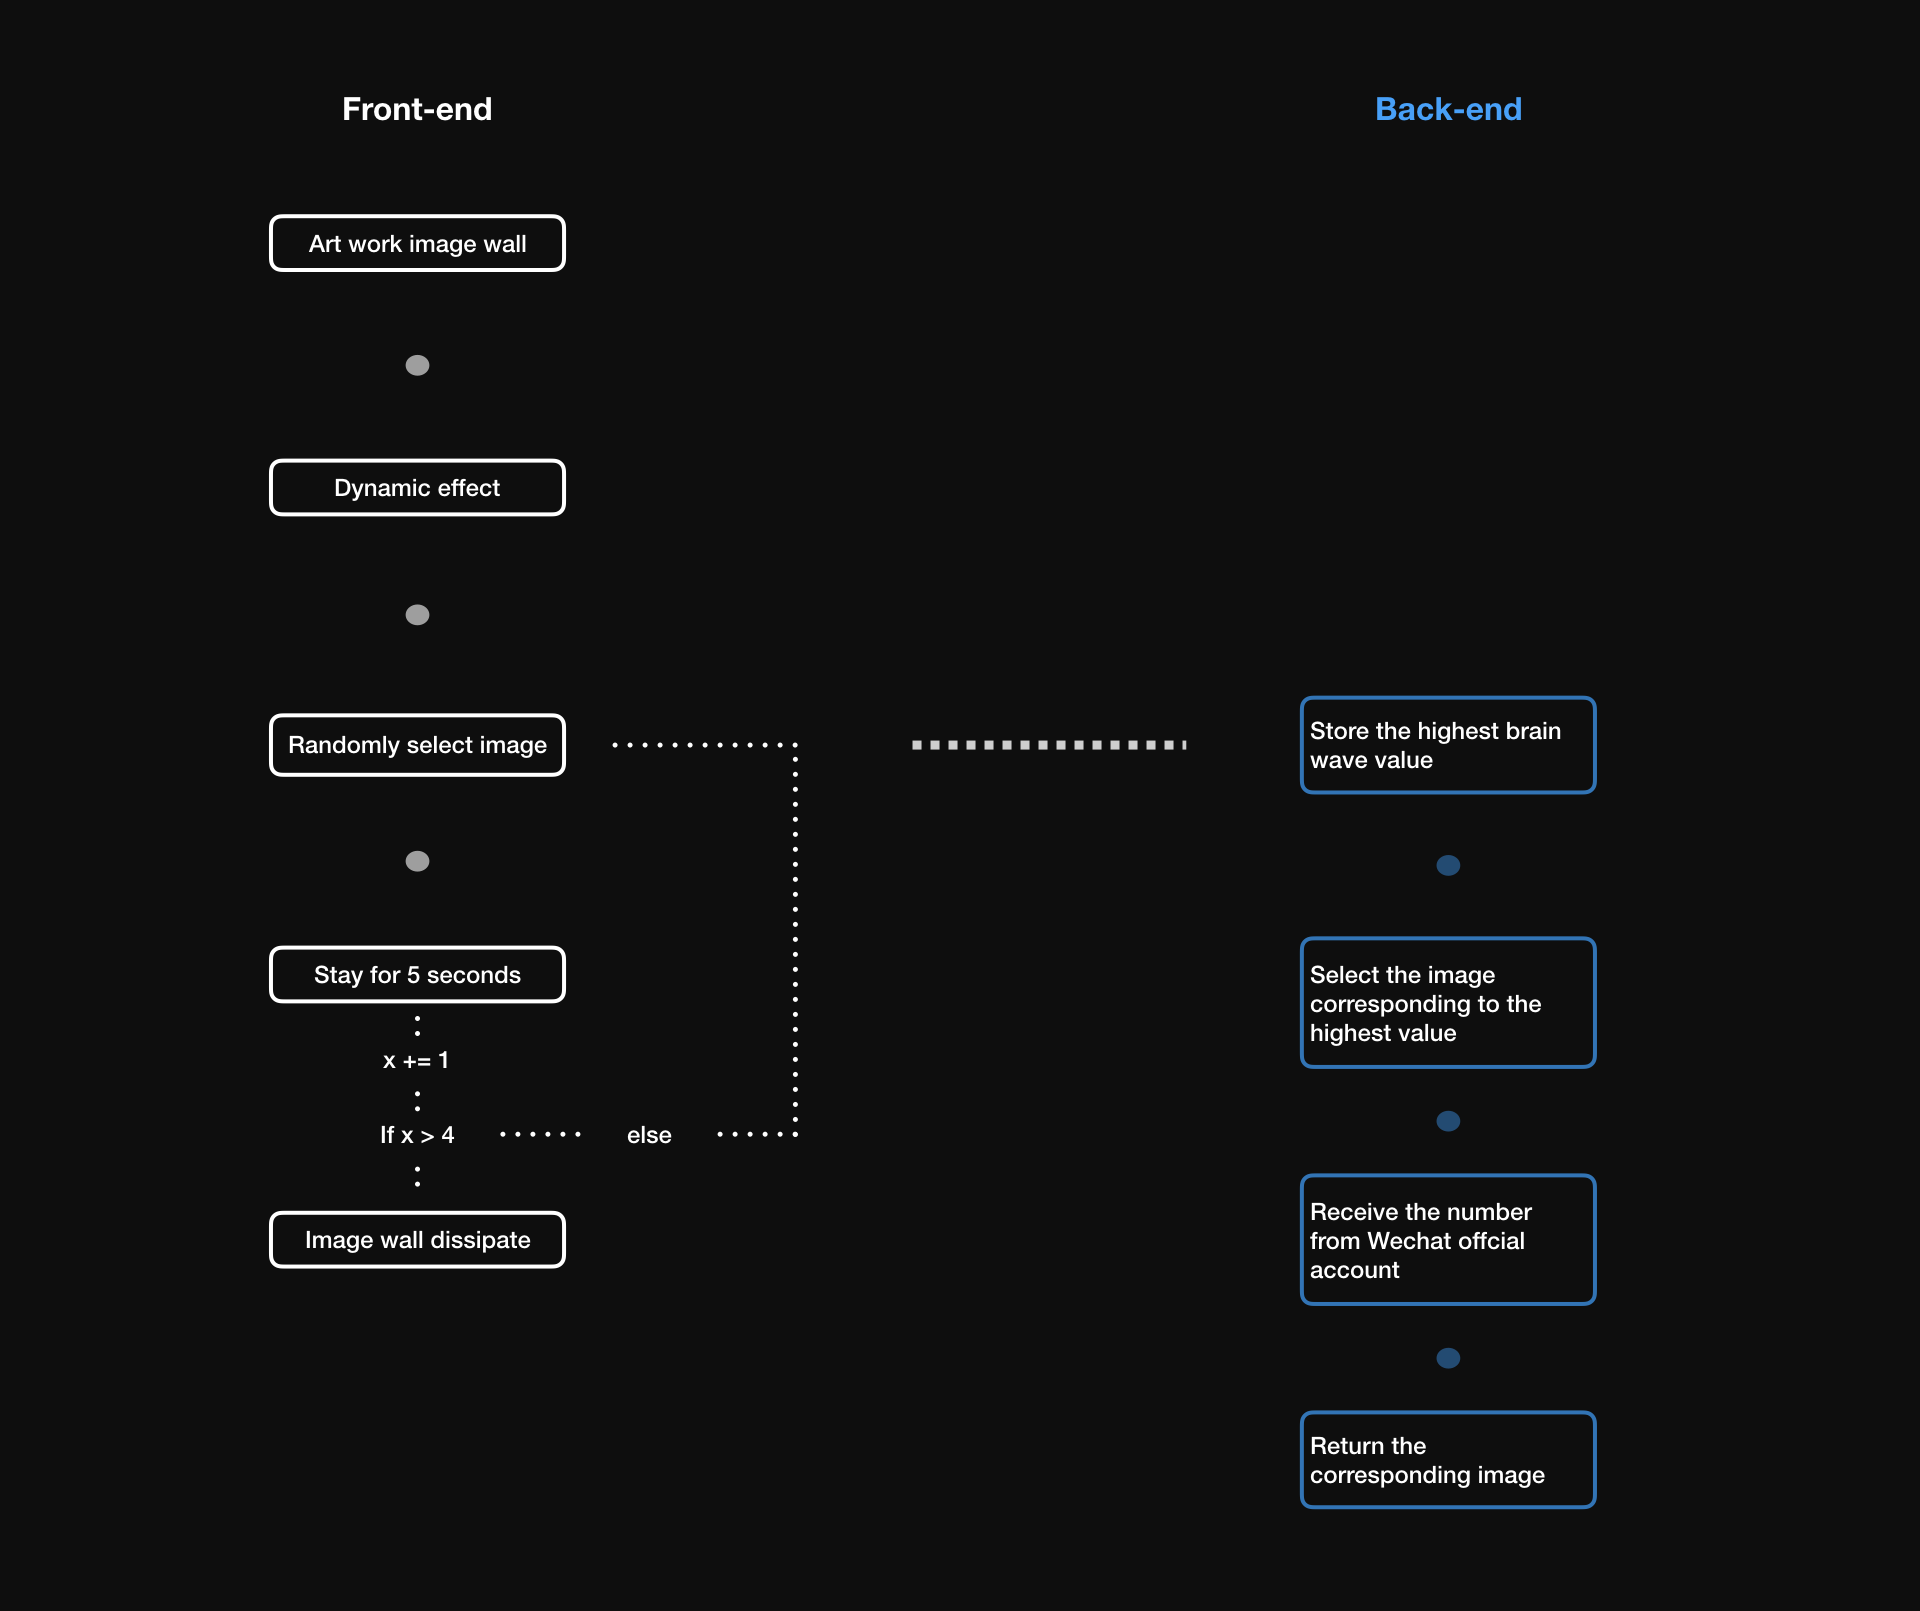 Front-end
Back-end
Art work image wall
Dynamic effect
Randomly select image
Stay for 5 seconds
x += 1
If x > 4
else
Image wall dissipate
Store the highest brain
wave value
Select the image
corresponding to the
highest value
Receive the number
from Wechat offcial
account
Return the
corresponding image